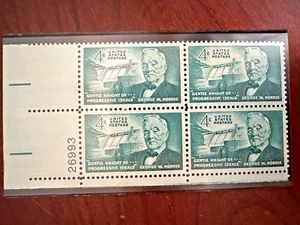 4¢ UNITED STATES POSTAGE
GENTLE KNIGHT OF ···
PROGRESSIVE IDEALS" GEORGE W. NORRIS
4¢ UNITED STATES POSTAGE
GENTLE KNIGHT OF ···
PROGRESSIVE IDEALS" GEORGE W. NORRIS
4¢ UNITED STATES POSTAGE
GENTLE KNIGHT OF ···
PROGRESSIVE IDEALS" GEORGE W. NORRIS
4¢ UNITED STATES POSTAGE
GENTLE KNIGHT OF ···
PROGRESSIVE IDEALS" GEORGE W. NORRIS
26993